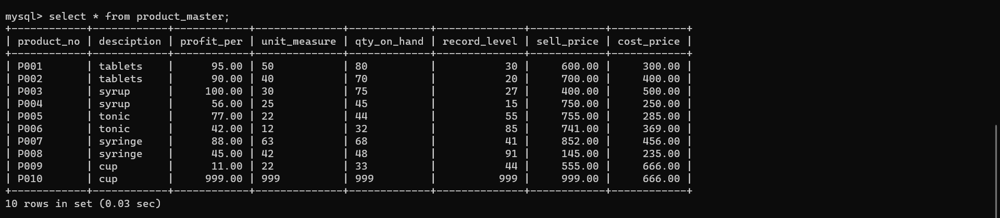 mysql> select * from product_master;
+------------+------------+------------+--------------+-------------+--------------+------------+------------+
| product_no | desciption | profit_per | unit_measure | qty_on_hand | record_level | sell_price | cost_price |
+------------+------------+------------+--------------+-------------+--------------+------------+------------+
| P001       | tablets    |      95.00 | 50           | 80          |           30 |     600.00 |     300.00 |
| P002       | tablets    |      90.00 | 40           | 70          |           20 |     700.00 |     400.00 |
| P003       | syrup      |     100.00 | 30           | 75          |           27 |     400.00 |     500.00 |
| P004       | syrup      |      56.00 | 25           | 45          |           15 |     750.00 |     250.00 |
| P005       | tonic      |      77.00 | 22           | 44          |           55 |     755.00 |     285.00 |
| P006       | tonic      |      42.00 | 12           | 32          |           85 |     741.00 |     369.00 |
| P007       | syringe    |      88.00 | 63           | 68          |           41 |     852.00 |     456.00 |
| P008       | syringe    |      45.00 | 42           | 48          |           91 |     145.00 |     235.00 |
| P009       | cup        |      11.00 | 22           | 33          |           44 |     555.00 |     666.00 |
| P010       | cup        |     999.00 | 999          | 999         |          999 |     999.00 |     666.00 |
+------------+------------+------------+--------------+-------------+--------------+------------+------------+
10 rows in set (0.03 sec)